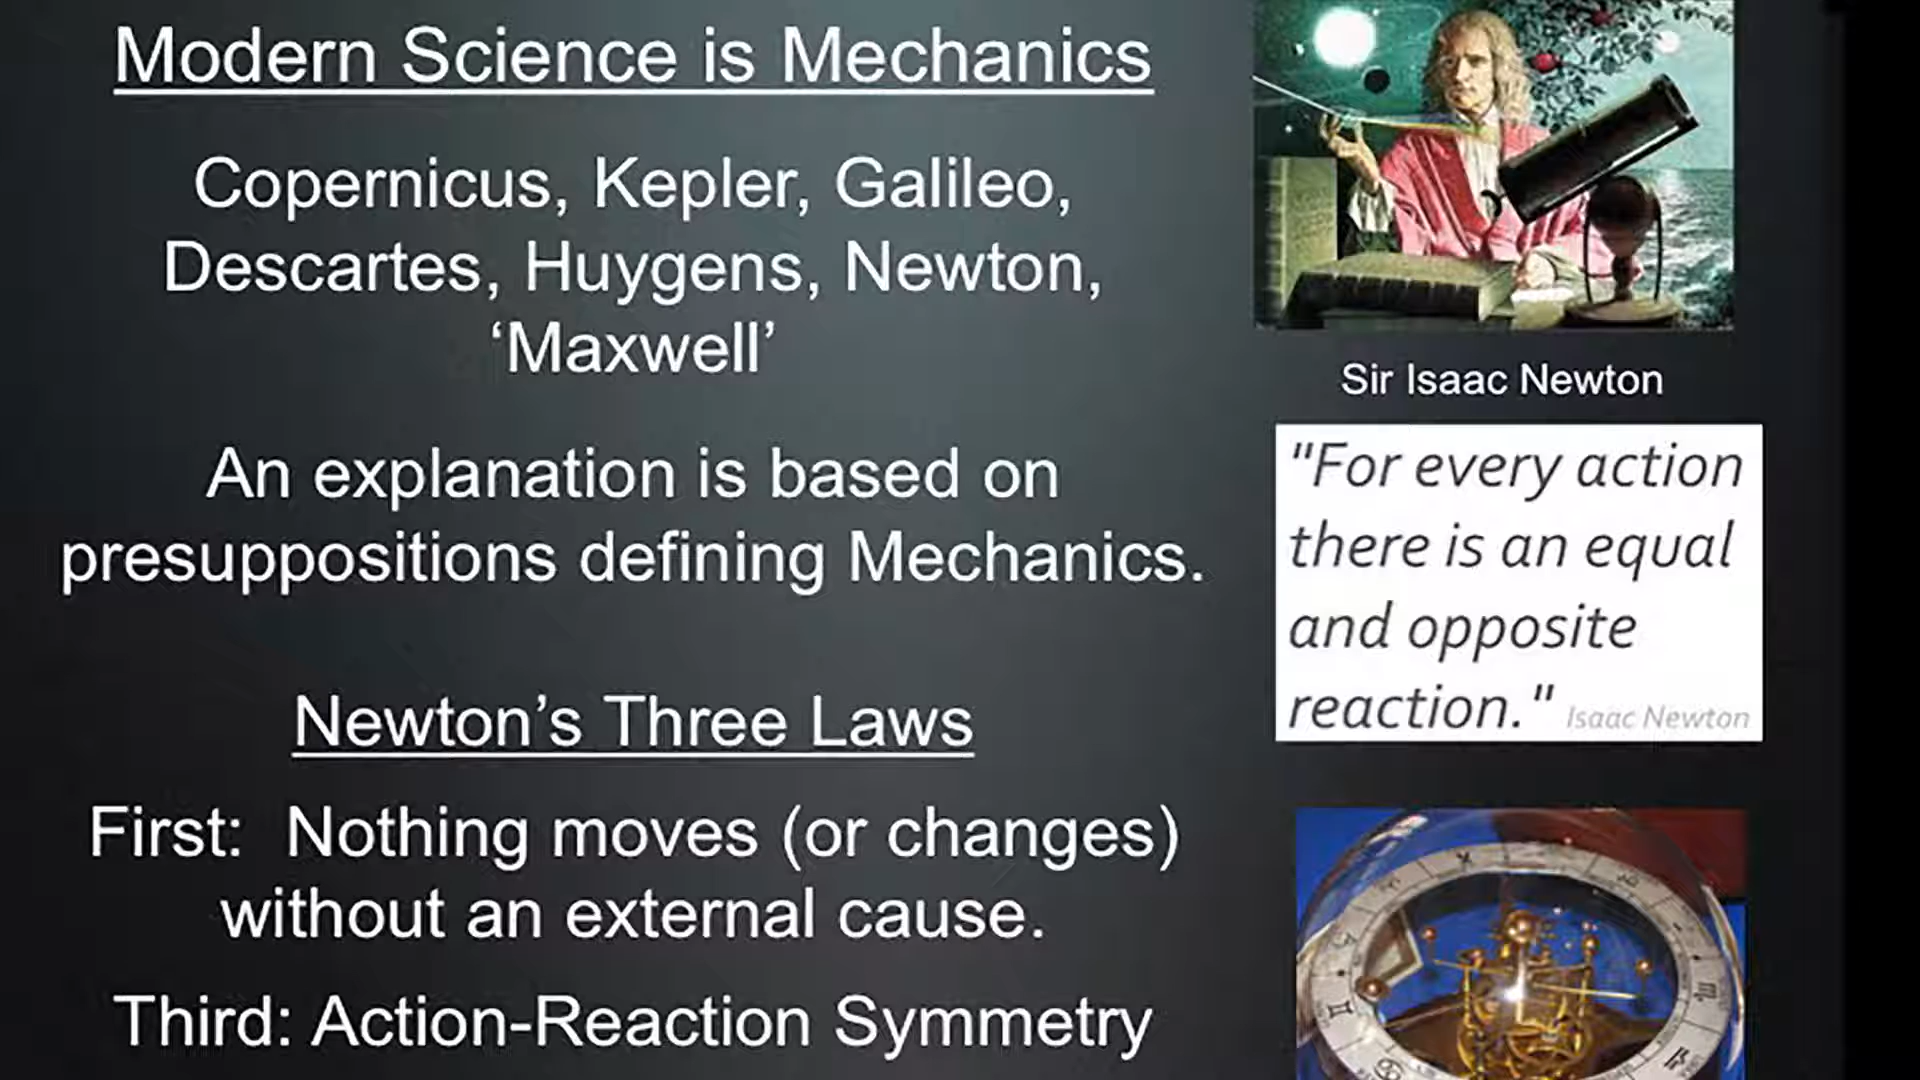 Modern Science is Mechanics
Copernicus, Kepler, Galileo,
Descartes, Huygens, Newton,
‘Maxwell’
An explanation is based on
presuppositions defining Mechanics.
Newton’s Three Laws
First:  Nothing moves (or changes)
without an external cause.
Third: Action-Reaction Symmetry
Sir Isaac Newton
"For every action
there is an equal
and opposite
reaction." Isaac Newton